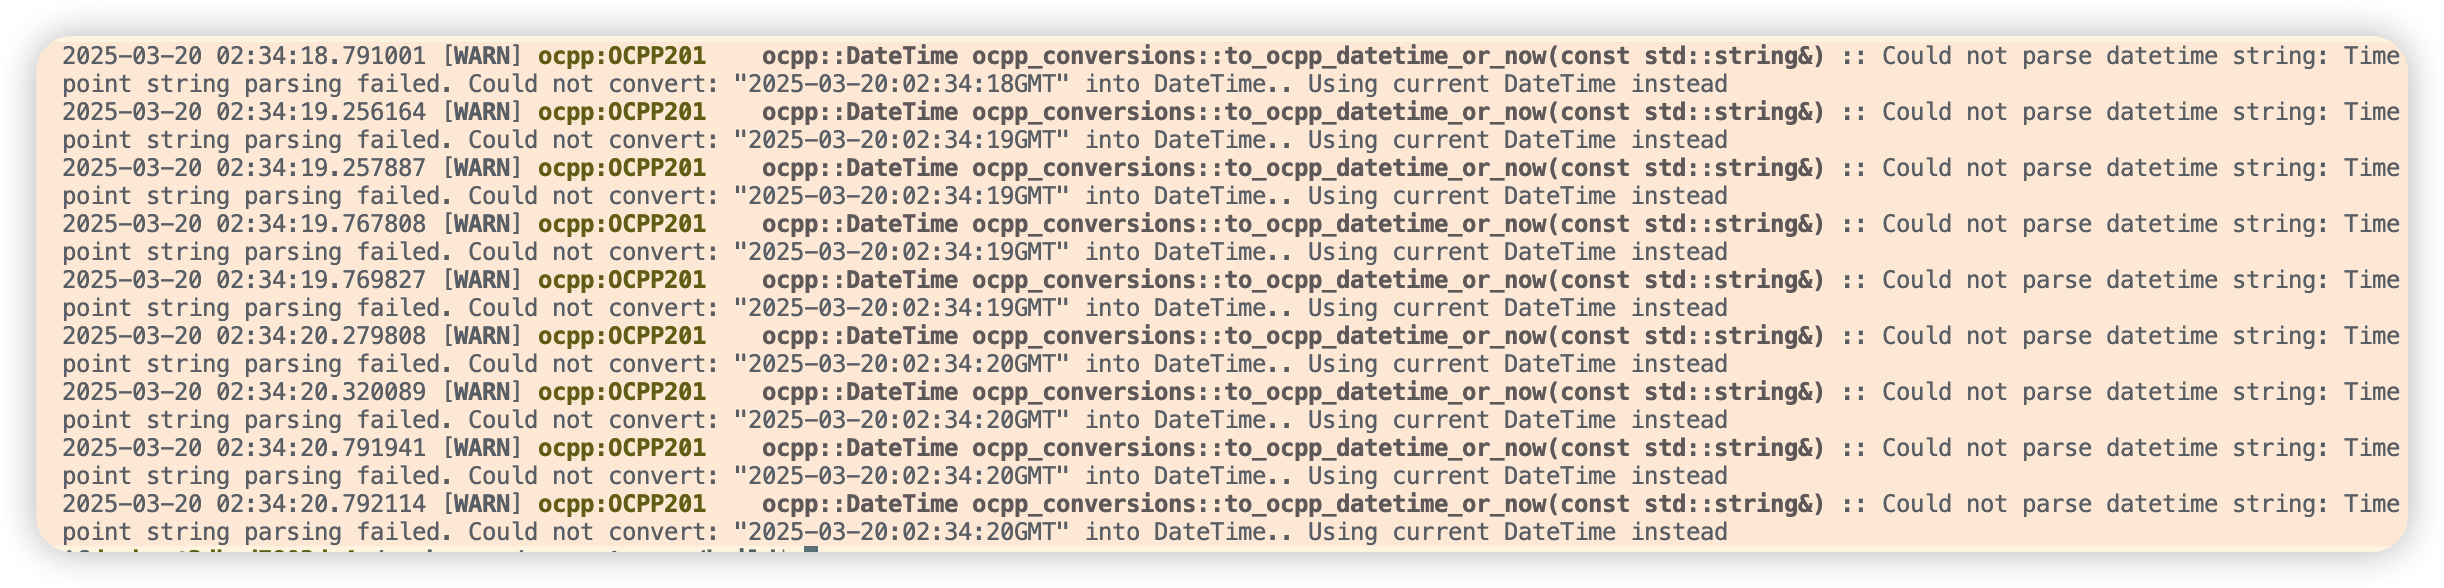 2025-03-20 02:34:18.791001 [WARN] ocpp:OCPP201    ocpp::DateTime ocpp_conversions::to_ocpp_datetime_or_now(const std::string&) :: Could not parse datetime string: Time
point string parsing failed. Could not convert: "2025-03-20:02:34:18GMT" into DateTime.. Using current DateTime instead
2025-03-20 02:34:19.256164 [WARN] ocpp:OCPP201    ocpp::DateTime ocpp_conversions::to_ocpp_datetime_or_now(const std::string&) :: Could not parse datetime string: Time
point string parsing failed. Could not convert: "2025-03-20:02:34:19GMT" into DateTime.. Using current DateTime instead
2025-03-20 02:34:19.257887 [WARN] ocpp:OCPP201    ocpp::DateTime ocpp_conversions::to_ocpp_datetime_or_now(const std::string&) :: Could not parse datetime string: Time
point string parsing failed. Could not convert: "2025-03-20:02:34:19GMT" into DateTime.. Using current DateTime instead
2025-03-20 02:34:19.767808 [WARN] ocpp:OCPP201    ocpp::DateTime ocpp_conversions::to_ocpp_datetime_or_now(const std::string&) :: Could not parse datetime string: Time
point string parsing failed. Could not convert: "2025-03-20:02:34:19GMT" into DateTime.. Using current DateTime instead
2025-03-20 02:34:19.769827 [WARN] ocpp:OCPP201    ocpp::DateTime ocpp_conversions::to_ocpp_datetime_or_now(const std::string&) :: Could not parse datetime string: Time
point string parsing failed. Could not convert: "2025-03-20:02:34:19GMT" into DateTime.. Using current DateTime instead
2025-03-20 02:34:20.279808 [WARN] ocpp:OCPP201    ocpp::DateTime ocpp_conversions::to_ocpp_datetime_or_now(const std::string&) :: Could not parse datetime string: Time
point string parsing failed. Could not convert: "2025-03-20:02:34:20GMT" into DateTime.. Using current DateTime instead
2025-03-20 02:34:20.320089 [WARN] ocpp:OCPP201    ocpp::DateTime ocpp_conversions::to_ocpp_datetime_or_now(const std::string&) :: Could not parse datetime string: Time
point string parsing failed. Could not convert: "2025-03-20:02:34:20GMT" into DateTime.. Using current DateTime instead
2025-03-20 02:34:20.791941 [WARN] ocpp:OCPP201    ocpp::DateTime ocpp_conversions::to_ocpp_datetime_or_now(const std::string&) :: Could not parse datetime string: Time
point string parsing failed. Could not convert: "2025-03-20:02:34:20GMT" into DateTime.. Using current DateTime instead
2025-03-20 02:34:20.792114 [WARN] ocpp:OCPP201    ocpp::DateTime ocpp_conversions::to_ocpp_datetime_or_now(const std::string&) :: Could not parse datetime string: Time
point string parsing failed. Could not convert: "2025-03-20:02:34:20GMT" into DateTime.. Using current DateTime instead